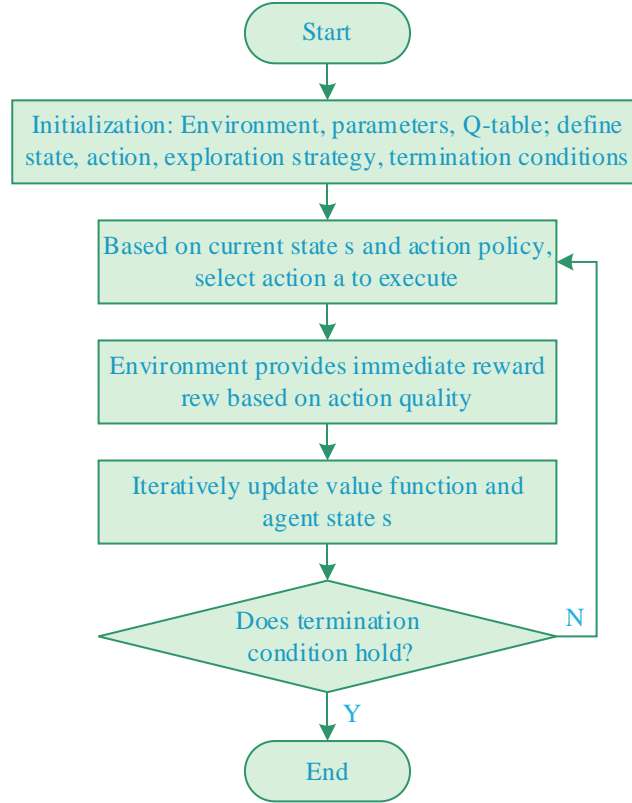 Start
Initialization: Environment, parameters, Q-table; define
state, action, exploration strategy, termination conditions
Based on current state s and action policy,
select action a to execute
Environment provides immediate reward
rew based on action quality
Iteratively update value function and
agent state s
Does termination
condition hold?
N
Y
End